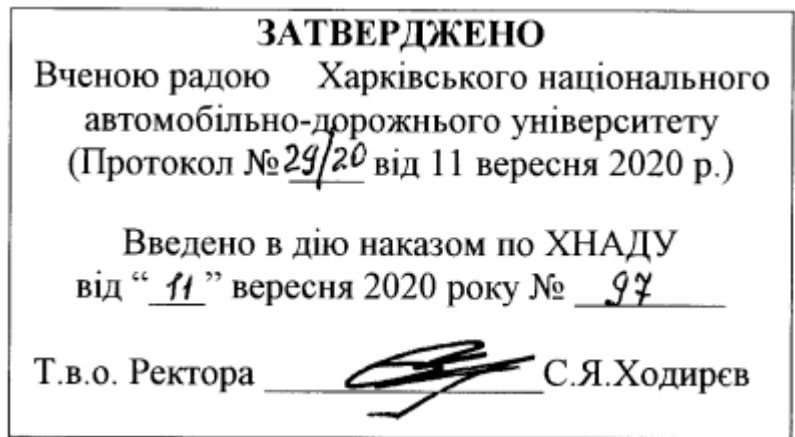 ЗАТВЕРДЖЕНО
Вченою радою Харківського національного
автомобільно-дорожнього університету
(Протокол №29/20 від 11 вересня 2020 р.)
Введено в дію наказом по ХНАДУ
від “11” вересня 2020 року № 97
Т.в.о. Ректора С.Я.Ходирєв